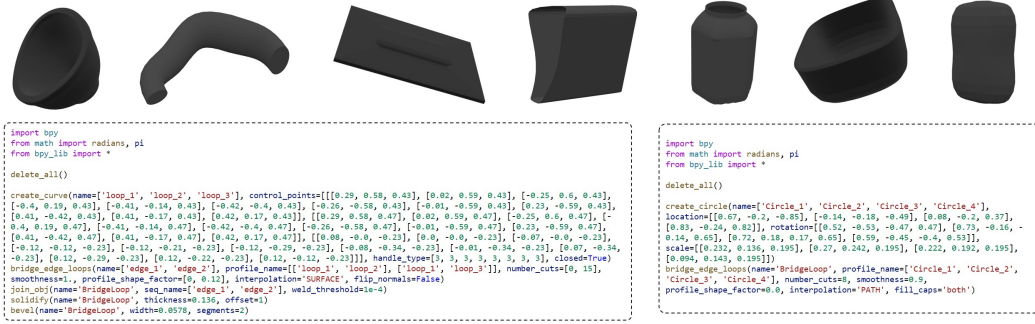 import bpy
from math import radians, pi
from bpy_lib import *
delete_all()
create_curve(name=['loop_1', 'loop_2', 'loop_3'], control_points=[[[0.29, 0.58, 0.43], [0.02, 0.59, 0.43], [-0.25, 0.6, 0.43],
[-0.4, 0.19, 0.43], [-0.41, -0.14, 0.43], [-0.42, -0.4, 0.43], [-0.26, -0.58, 0.43], [-0.01, -0.59, 0.43], [0.23, -0.59, 0.43],
[0.41, -0.42, 0.43], [0.41, -0.17, 0.43], [0.42, 0.17, 0.43]], [[0.29, 0.58, 0.47], [0.02, 0.59, 0.47], [-0.25, 0.6, 0.47], [-
0.4, 0.19, 0.47], [-0.41, -0.14, 0.47], [-0.42, -0.4, 0.47], [-0.26, -0.58, 0.47], [-0.01, -0.59, 0.47], [0.23, -0.59, 0.47],
[0.41, -0.42, 0.47], [0.41, -0.17, 0.47], [0.42, 0.17, 0.47]], [[0.08, -0.0, -0.23], [0.0, -0.0, -0.23], [-0.07, -0.0, -0.23],
[-0.12, -0.12, -0.23], [-0.12, -0.21, -0.23], [-0.12, -0.29, -0.23], [-0.08, -0.34, -0.23], [-0.01, -0.34, -0.23], [0.07, -0.34,
-0.23], [0.12, -0.29, -0.23], [0.12, -0.22, -0.23], [0.12, -0.12, -0.23]]], handle_type=[3, 3, 3, 3, 3, 3, 3, 3], closed=True)
bridge_edge_loops(name=['edge_1', 'edge_2'], profile_name=[['loop_1', 'loop_2'], ['loop_1', 'loop_3']], number_cuts=[0, 15],
smoothness=1., profile_shape_factor=[0, 0.12], interpolation='SURFACE', flip_normals=False)
join_obj(name='BridgeLoop', seq_name=['edge_1', 'edge_2'], weld_threshold=1e-4)
solidify(name='BridgeLoop', thickness=0.136, offset=1)
bevel(name='BridgeLoop', width=0.0578, segments=2)
import bpy
from math import radians, pi
from bpy_lib import *
delete_all()
create_circle(name=['Circle_1', 'Circle_2', 'Circle_3', 'Circle_4'],
location=[[0.67, -0.2, -0.85], [-0.14, -0.18, -0.49], [0.08, -0.2, 0.37],
[0.83, -0.24, 0.82]], rotation=[[0.52, -0.53, -0.47, 0.47], [0.73, -0.16, -
0.14, 0.65], [0.72, 0.18, 0.17, 0.65], [0.59, -0.45, -0.4, 0.53]],
scale=[[0.232, 0.136, 0.195], [0.27, 0.242, 0.195], [0.222, 0.192, 0.195],
[0.094, 0.143, 0.195]])
bridge_edge_loops(name='BridgeLoop', profile_name=['Circle_1', 'Circle_2',
'Circle_3', 'Circle_4'], number_cuts=8, smoothness=0.9,
profile_shape_factor=0.0, interpolation='PATH', fill_caps='both')